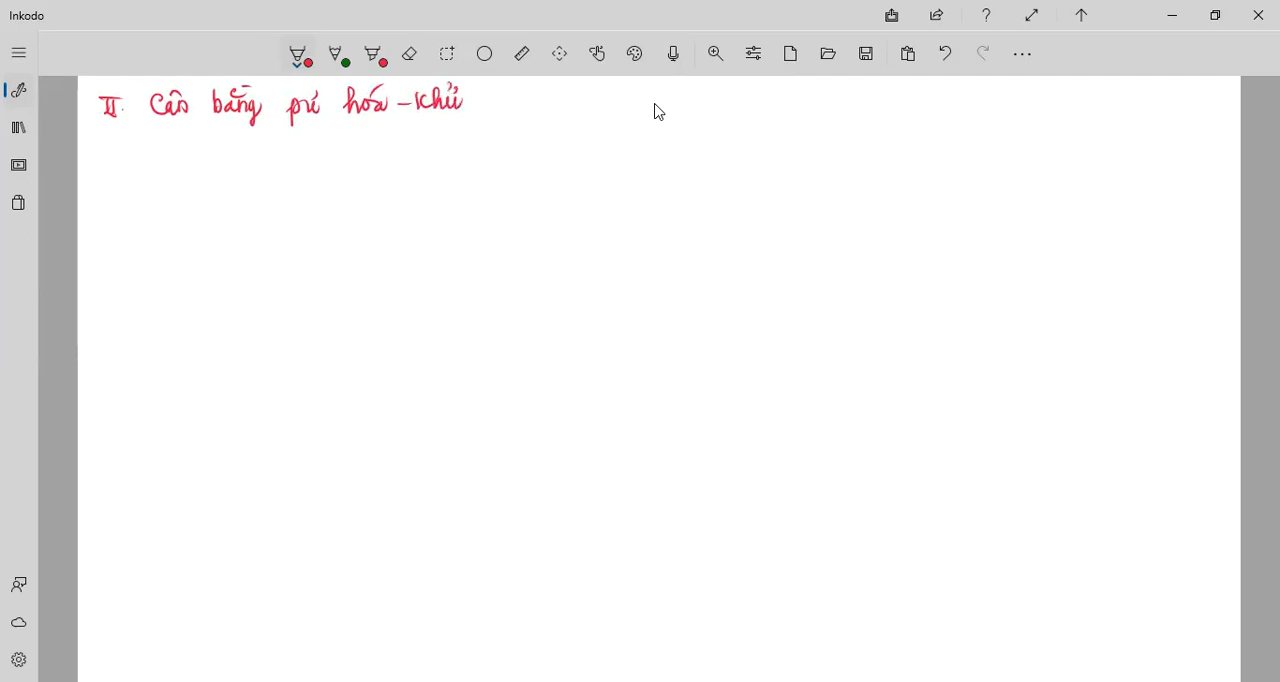 Inkodo
II. Cân bằng pứ hóa - khử